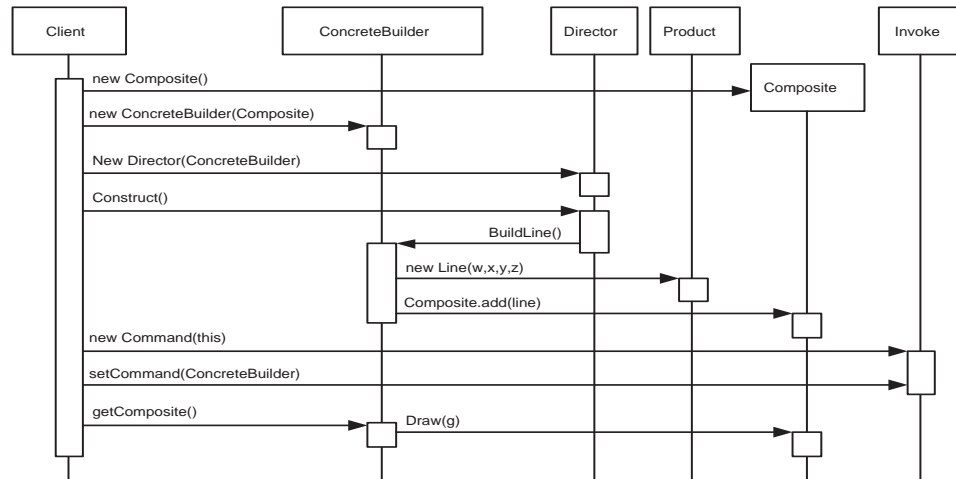 Client
ConcreteBuilder
Director
Product
Invoke
new Composite()
Composite
new ConcreteBuilder(Composite)
New Director(ConcreteBuilder)
Construct()
BuildLine()
new Line(w,x,y,z)
Composite.add(line)
new Command(this)
setCommand(ConcreteBuilder)
getComposite()
Draw(g)